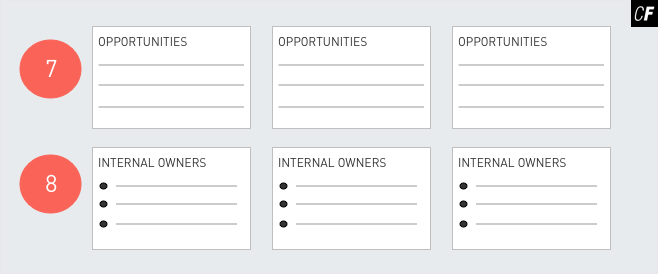 CF
7
OPPORTUNITIES
OPPORTUNITIES
OPPORTUNITIES
8
INTERNAL OWNERS
INTERNAL OWNERS
INTERNAL OWNERS